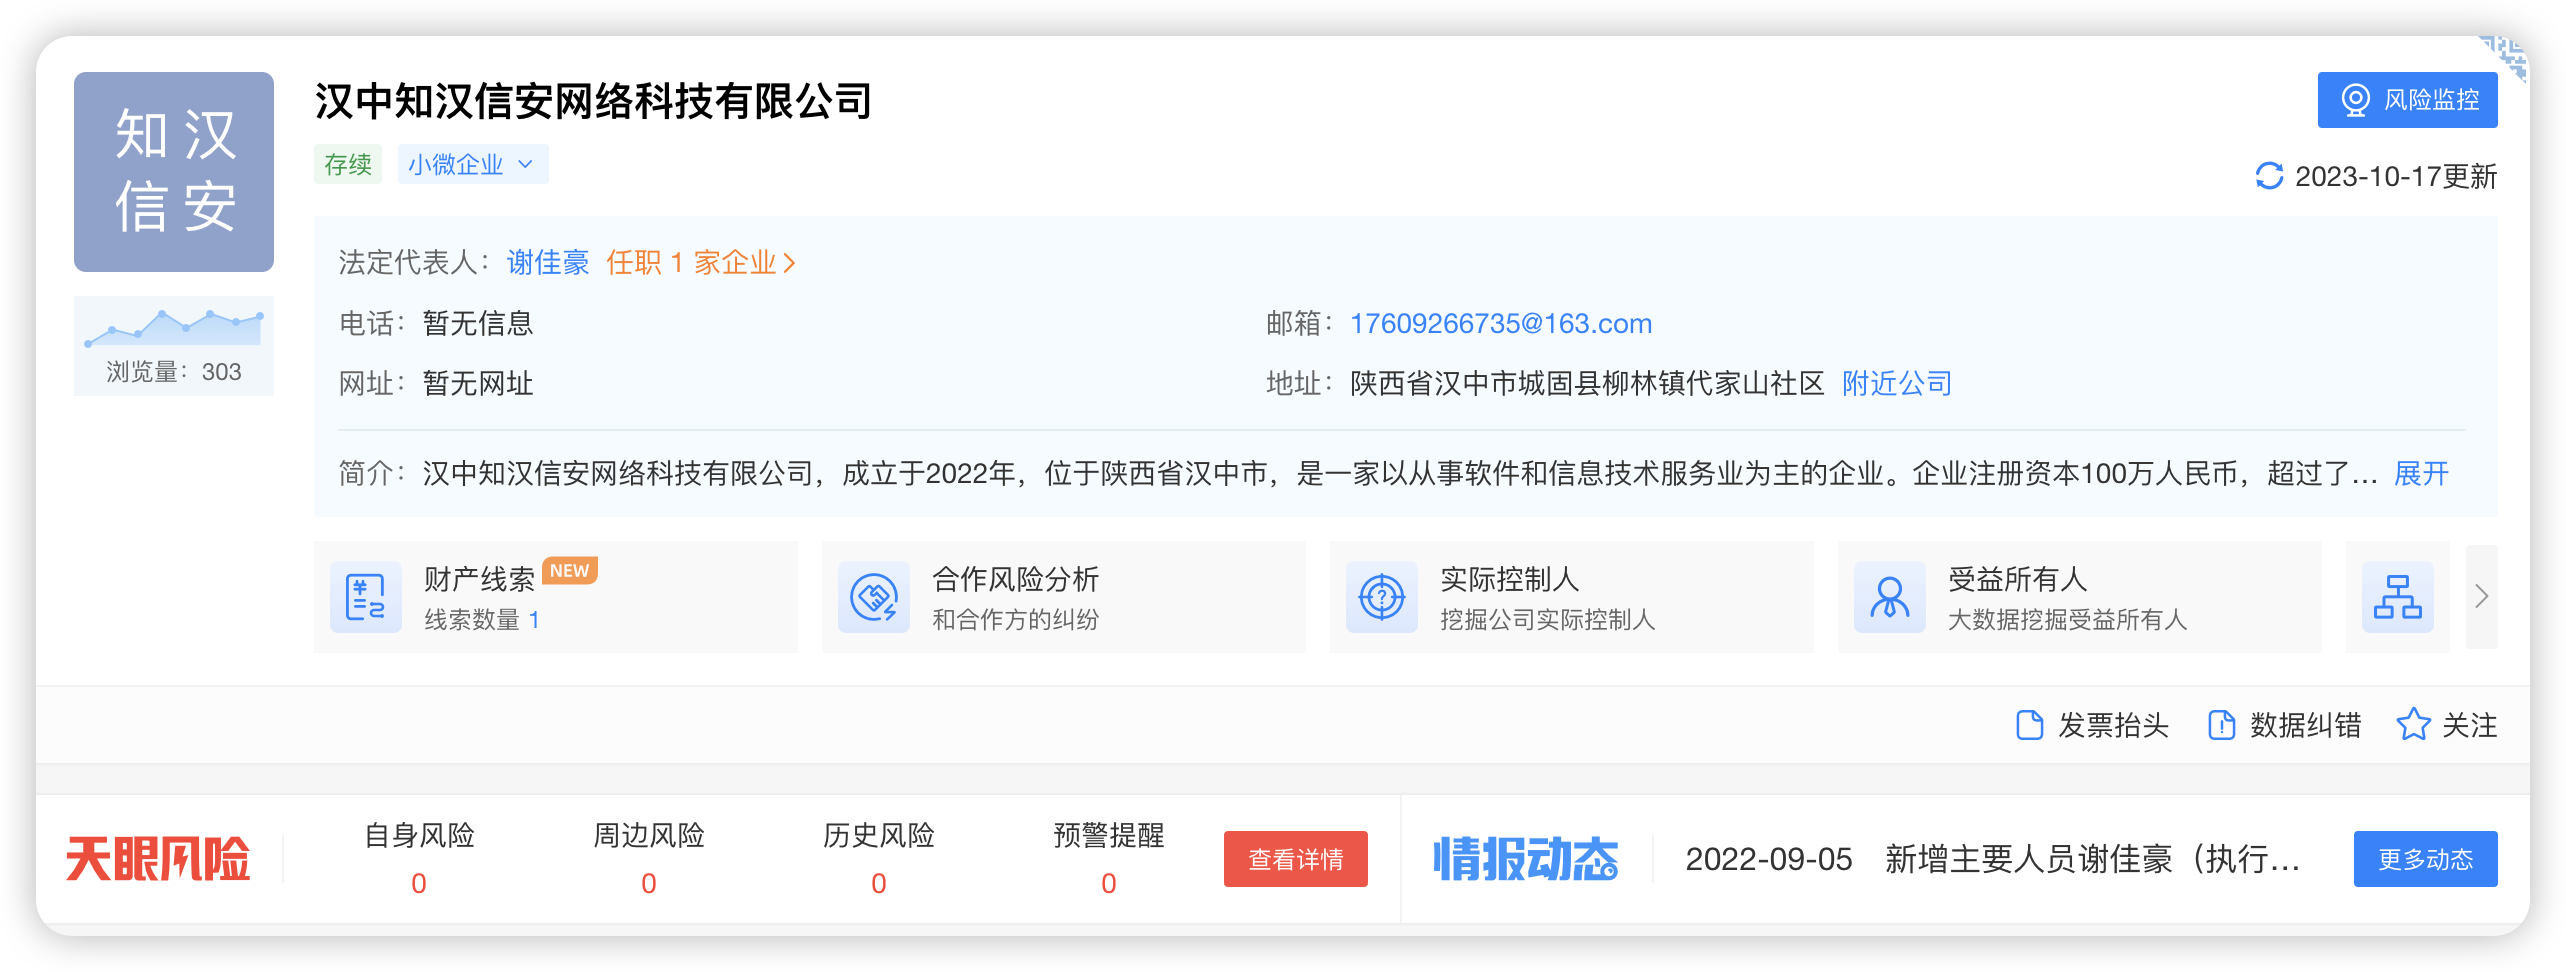 知汉
信安
汉中知汉信安网络科技有限公司
风险监控
存续 小微企业
2023-10-17更新
法定代表人： 谢佳豪 任职 1 家企业
电话： 暂无信息
邮箱： 17609266735@163.com
网址： 暂无网址
地址： 陕西省汉中市城固县柳林镇代家山社区 附近公司
浏览量：303
简介： 汉中知汉信安网络科技有限公司，成立于2022年，位于陕西省汉中市，是一家以从事软件和信息技术服务业为主的企业。企业注册资本100万人民币，超过了... 展开
财产线索 NEW
线索数量 1
合作风险分析
和合作方的纠纷
实际控制人
挖掘公司实际控制人
受益所有人
大数据挖掘受益所有人
发票抬头 数据纠错 关注
天眼风险
自身风险
0
周边风险
0
历史风险
0
预警提醒
0
查看详情
情报动态
2022-09-05 新增主要人员谢佳豪（执行...
更多动态